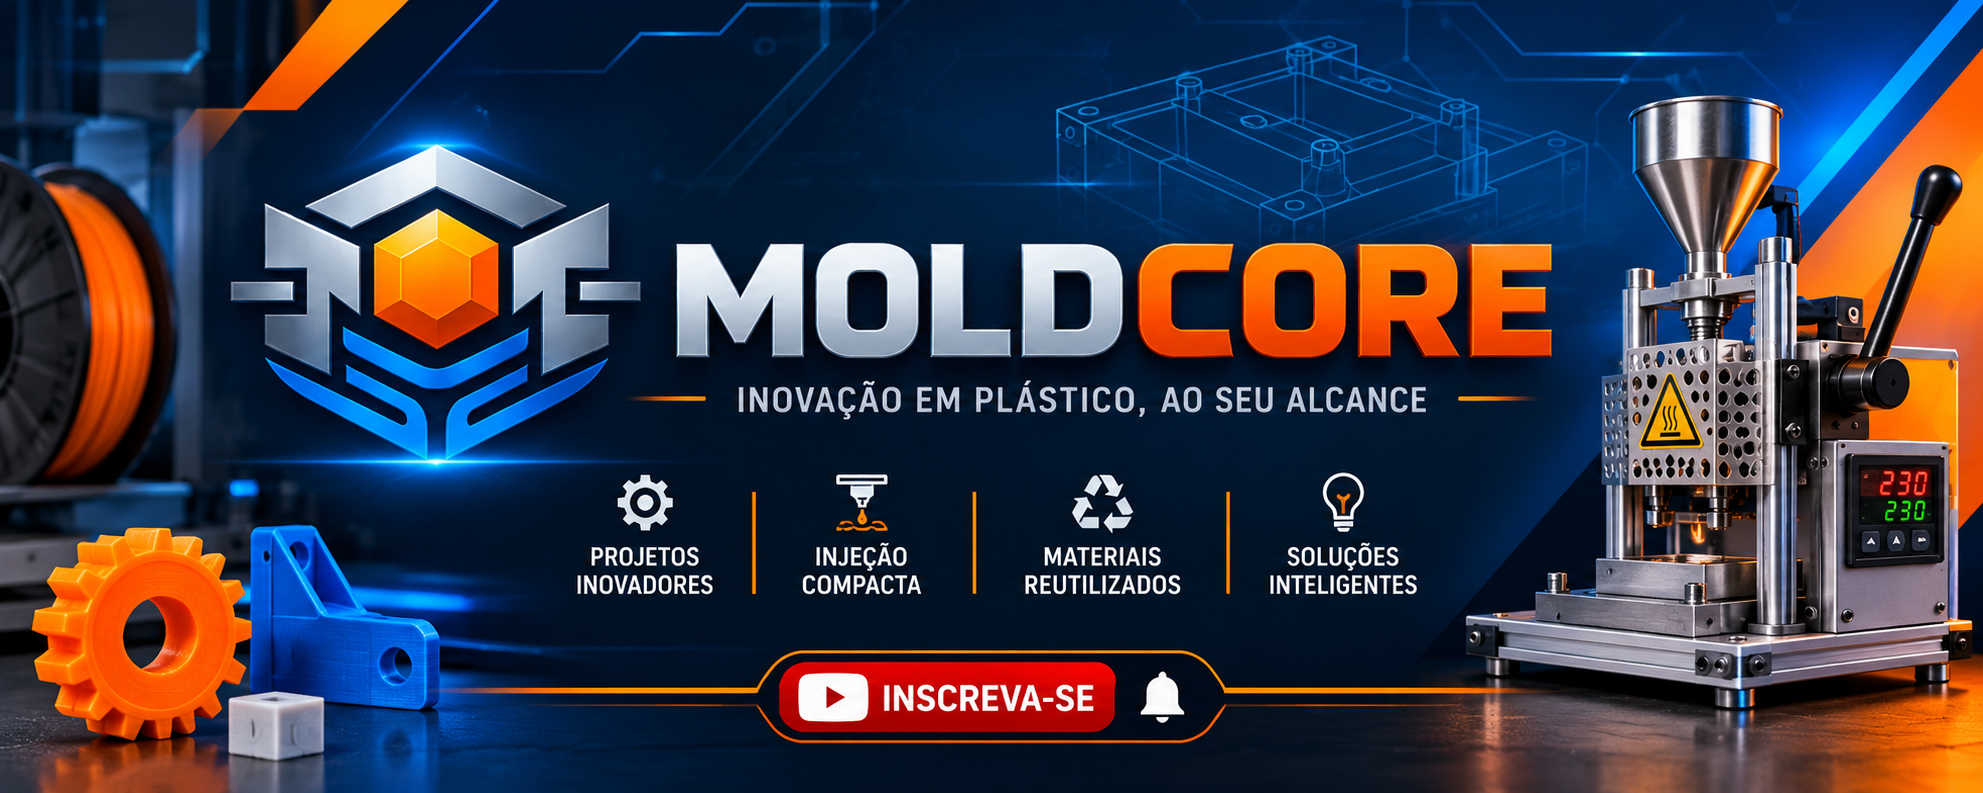 MOLDCORE
INOVAÇÃO EM PLÁSTICO, AO SEU ALCANCE
PROJETOS
INOVADORES
INJEÇÃO
COMPACTA
MATERIAIS
REUTILIZADOS
SOLUÇÕES
INTELIGENTES
230
230
INSCREVA-SE